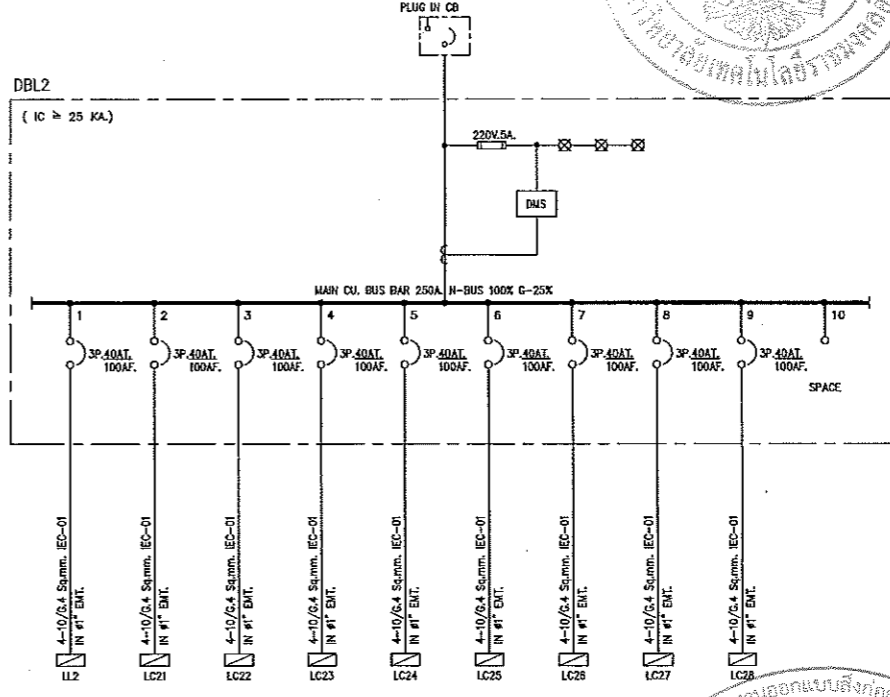 PLUG IN CB
DBL2
( IC ≥ 25 KA.)
220V.5A.
DMS
MAIN CU. BUS BAR 250A. N-BUS 100% G-25%
1 2 3 4 5 6 7 8 9 10
3P.40AT. 3P.40AT. 3P.40AT. 3P.40AT. 3P.40AT. 3P.40AT. 3P.40AT. 3P.40AT. 3P.40AT.
100AF. 100AF. 100AF. 100AF. 100AF. 100AF. 100AF. 100AF. 100AF.
SPACE
4-10/G.4 Sq.mm. IEC-01
IN ø1" EMT.
4-10/G.4 Sq.mm. IEC-01
IN ø1" EMT.
4-10/G.4 Sq.mm. IEC-01
IN ø1" EMT.
4-10/G.4 Sq.mm. IEC-01
IN ø1" EMT.
4-10/G.4 Sq.mm. IEC-01
IN ø1" EMT.
4-10/G.4 Sq.mm. IEC-01
IN ø1" EMT.
4-10/G.4 Sq.mm. IEC-01
IN ø1" EMT.
4-10/G.4 Sq.mm. IEC-01
IN ø1" EMT.
4-10/G.4 Sq.mm. IEC-01
IN ø1" EMT.
LL2 LC21 LC22 LC23 LC24 LC25 LC26 LC27 LC28